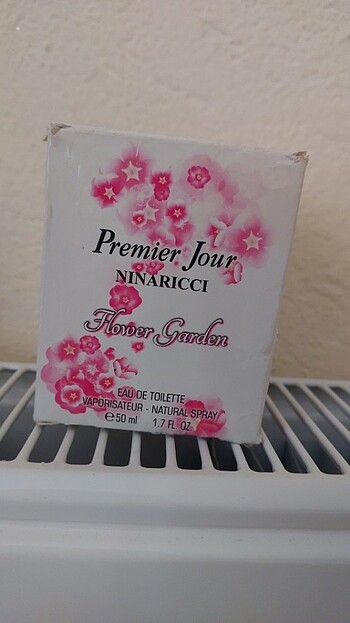 Premier Jour
NINARICCI
Flower Garden
EAU DE TOILETTE
VAPORISATEUR - NATURAL SPRAY
℮ 50 ml 1.7 FL. OZ.